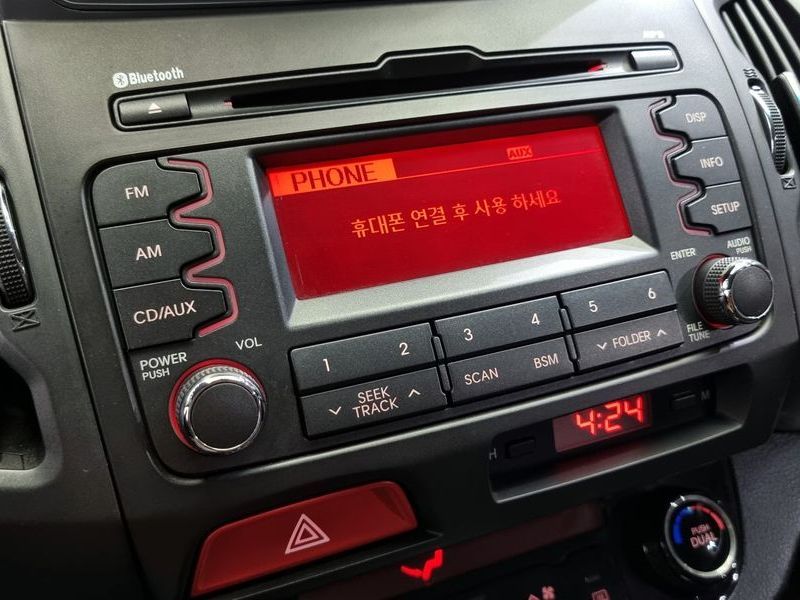 Bluetooth
DISP
FM
PHONE
AUX
INFO
AM
휴대폰 연결 후 사용 하세요
SETUP
CD/AUX
ENTER
AUDIO
PUSH
POWER
PUSH
VOL
1 2
3 4
5 6
FILE
TUNE
SEEK
TRACK
SCAN
BSM
FOLDER
H
4:24
M
PUSH
DUAL